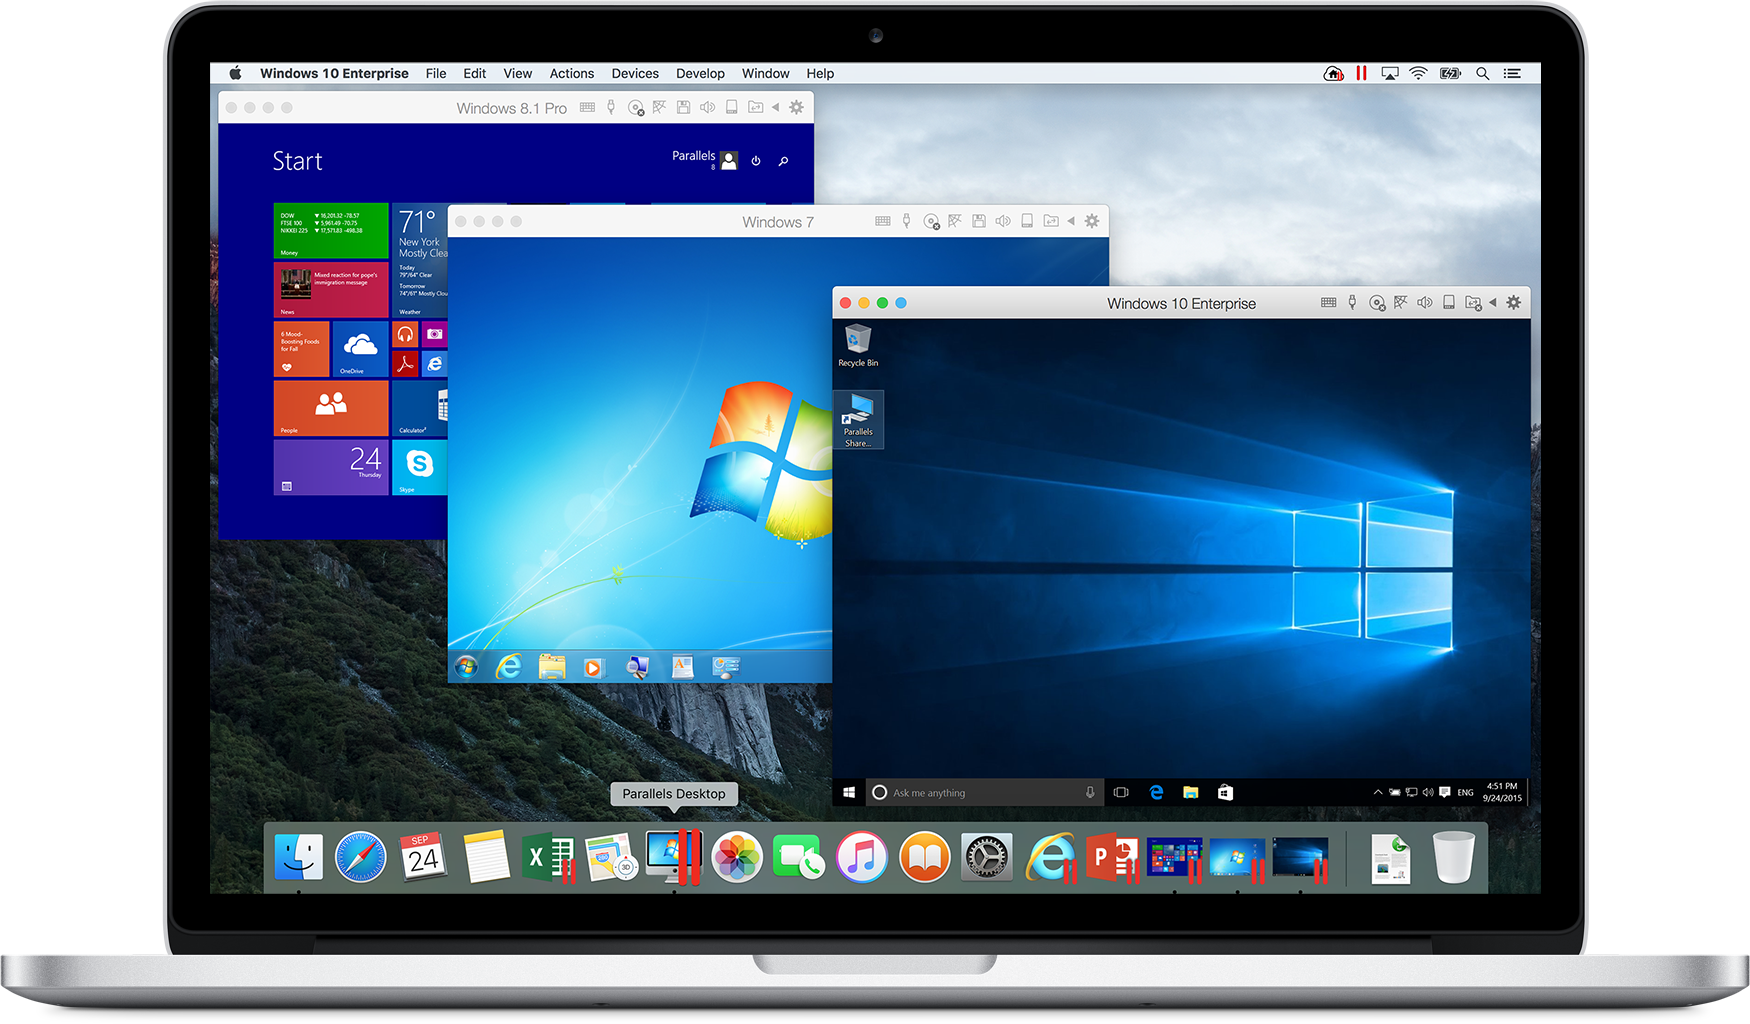 Windows 10 Enterprise File Edit View Actions Devices Develop Window Help
Windows 8.1 Pro
Start
Parallels
8
DOW ▼ 16,201.32 -78.57
FTSE 100 ▼ 5,961.49 -70.75
NIKKEI 225 ▼ 17,571.83 -498.38
Money
71°
New York
Mostly Clea
Today
79°/64° Clear
Tomorrow
74°/61° Mostly Clou
Weather
Mixed reaction for pope's
immigration message
News
6 Mood-
Boosting Foods
for Fall
OneDrive
People
Calculator
24
Thursday
Skype
Windows 7
Windows 10 Enterprise
Recycle Bin
Parallels
Share...
Ask me anything
ENG
4:51 PM
9/24/2015
Parallels Desktop
SEP
24
X
3D
P